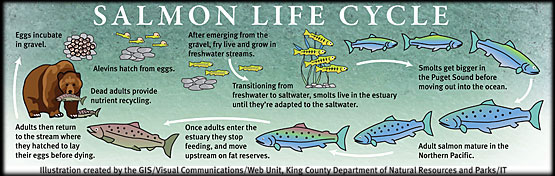 SALMON LIFE CYCLE
Eggs incubate
in gravel.
Alevins hatch from eggs.
After emerging from the
gravel, fry live and grow in
freshwater streams.
Transitioning from
freshwater to saltwater, smolts live in the estuary
until they're adapted to the saltwater.
Smolts get bigger in
the Puget Sound before
moving out into the ocean.
Adult salmon mature in the
Northern Pacific.
Once adults enter the
estuary they stop
feeding, and move
upstream on fat reserves.
Adults then return
to the stream where
they hatched to lay
their eggs before dying.
Dead adults provide
nutrient recycling.
Illustration created by the GIS/Visual Communications/Web Unit, King County Department of Natural Resources and Parks/IT